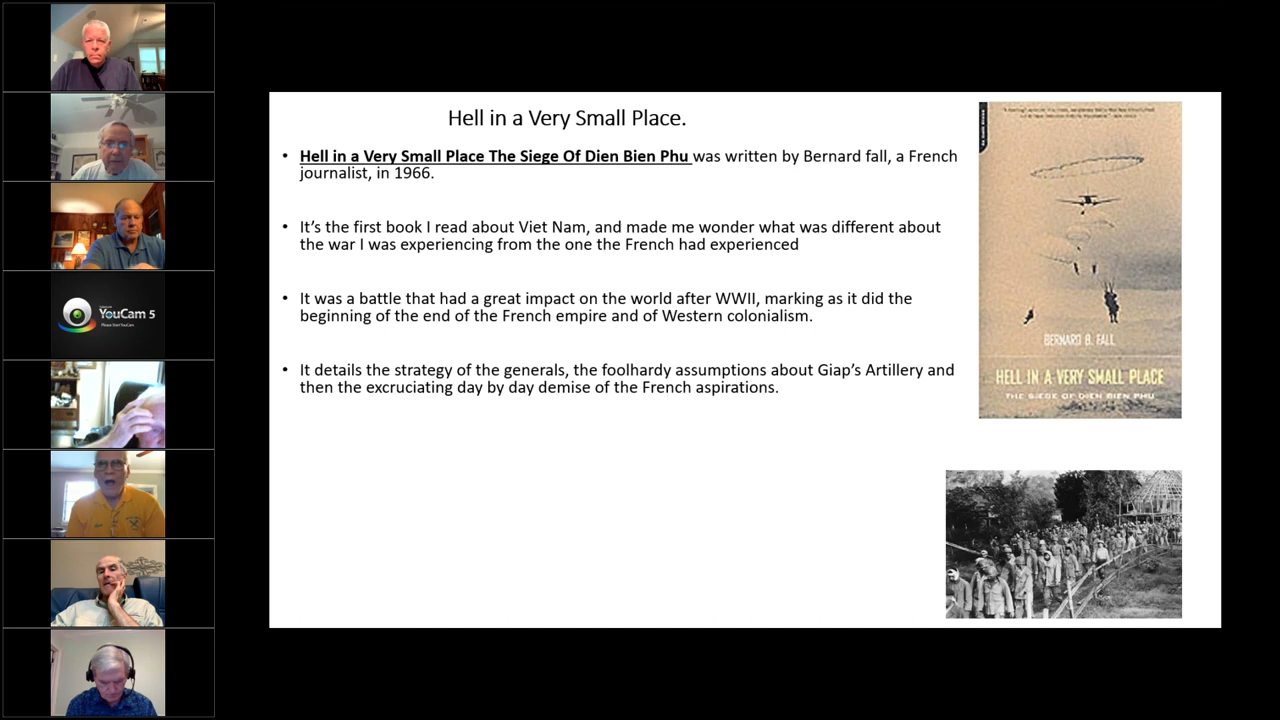 YouCam 5
Hell in a Very Small Place.
• Hell in a Very Small Place The Siege Of Dien Bien Phu was written by Bernard fall, a French
journalist, in 1966.
• It’s the first book I read about Viet Nam, and made me wonder what was different about
the war I was experiencing from the one the French had experienced
• It was a battle that had a great impact on the world after WWII, marking as it did the
beginning of the end of the French empire and of Western colonialism.
• It details the strategy of the generals, the foolhardy assumptions about Giap’s Artillery and
then the excruciating day by day demise of the French aspirations.
BERNARD B. FALL
HELL IN A VERY SMALL PLACE
THE SIEGE OF DIEN BIEN PHU